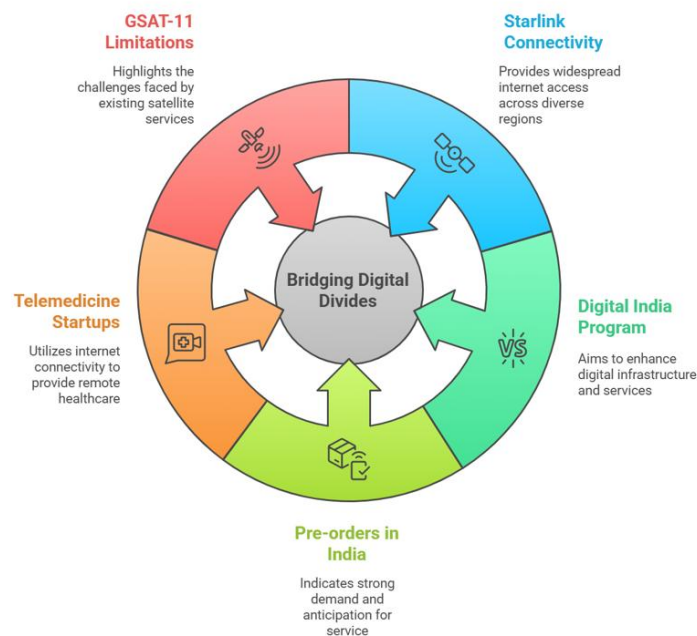 GSAT-11
Limitations
Highlights the
challenges faced by
existing satellite
services
Starlink
Connectivity
Provides widespread
internet access
across diverse
regions
Bridging Digital
Divides
Telemedicine
Startups
Utilizes internet
connectivity to
provide remote
healthcare
Digital India
Program
Aims to enhance
digital infrastructure
and services
VS
Pre-orders in
India
Indicates strong
demand and
anticipation for
service